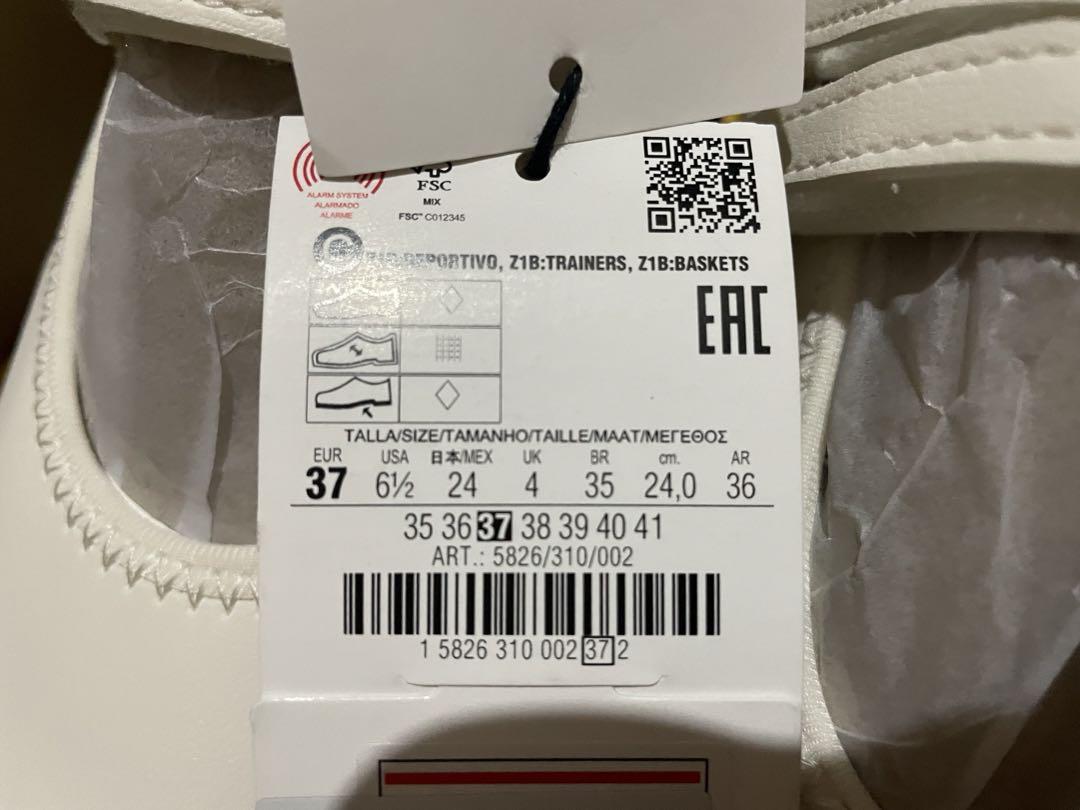 ALARM SYSTEM
ALARMADO
ALARME
FSC
MIX
FSC™ C012345
DEPORTIVO, Z1B:TRAINERS, Z1B:BASKETS
EAC
TALLA/SIZE/TAMANHO/TAILLE/MAAT/ΜΕΓΕΘΟΣ
EUR USA 日本/MEX UK BR cm. AR
37 6½ 24 4 35 24,0 36
35 36 37 38 39 40 41
ART.: 5826/310/002
1 5826 310 002 37 2